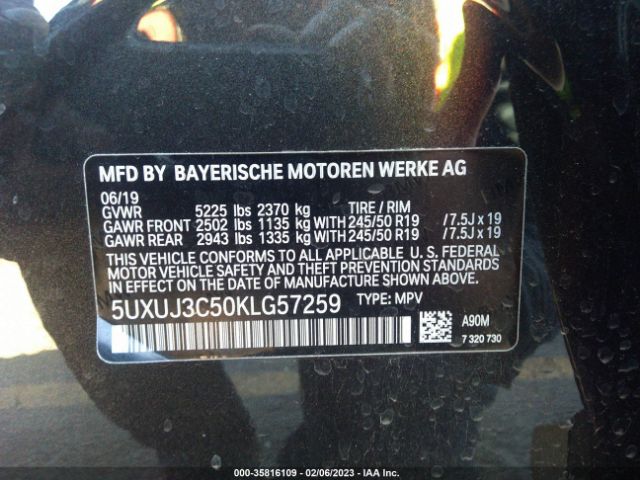 MFD BY BAYERISCHE MOTOREN WERKE AG
06/19
GVWR 5225 lbs 2370 kg TIRE / RIM
GAWR FRONT 2502 lbs 1135 kg WITH 245/50 R19 / 7.5J x 19
GAWR REAR 2943 lbs 1335 kg WITH 245/50 R19 / 7.5J x 19
THIS VEHICLE CONFORMS TO ALL APPLICABLE U. S. FEDERAL
MOTOR VEHICLE SAFETY AND THEFT PREVENTION STANDARDS
IN EFFECT ON THE DATE OF MANUFACTURE SHOWN ABOVE.
5UXUJ3C50KLG57259 TYPE: MPV
A90M
7 320 730
000-35816109 - 02/06/2023 - IAA Inc.